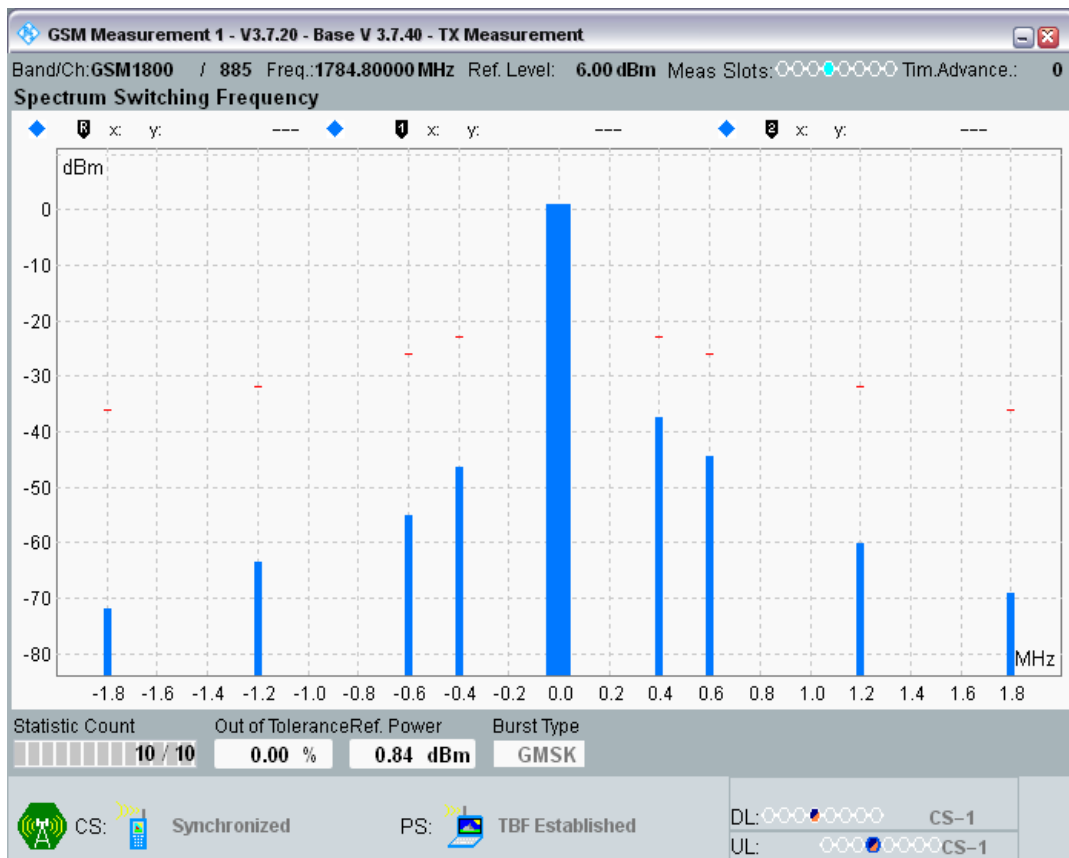 GSM Measurement 1 - V3.7.20 - Base V 3.7.40 - TX Measurement
Band/Ch:GSM1800 / 885 Freq.:1784.80000 MHz Ref. Level: 6.00 dBm Meas Slots: Tim.Advance.: 0
Spectrum Switching Frequency
R x: y: --- 1 x: y: --- 2 x: y: ---
dBm
0
-10
-20
-30
-40
-50
-60
-70
-80
MHz
-1.8 -1.6 -1.4 -1.2 -1.0 -0.8 -0.6 -0.4 -0.2 0.0 0.2 0.4 0.6 0.8 1.0 1.2 1.4 1.6 1.8
Statistic Count Out of Tolerance Ref. Power Burst Type
10 / 10 0.00 % 0.84 dBm GMSK
CS: Synchronized PS: TBF Established
DL: CS-1
UL: CS-1